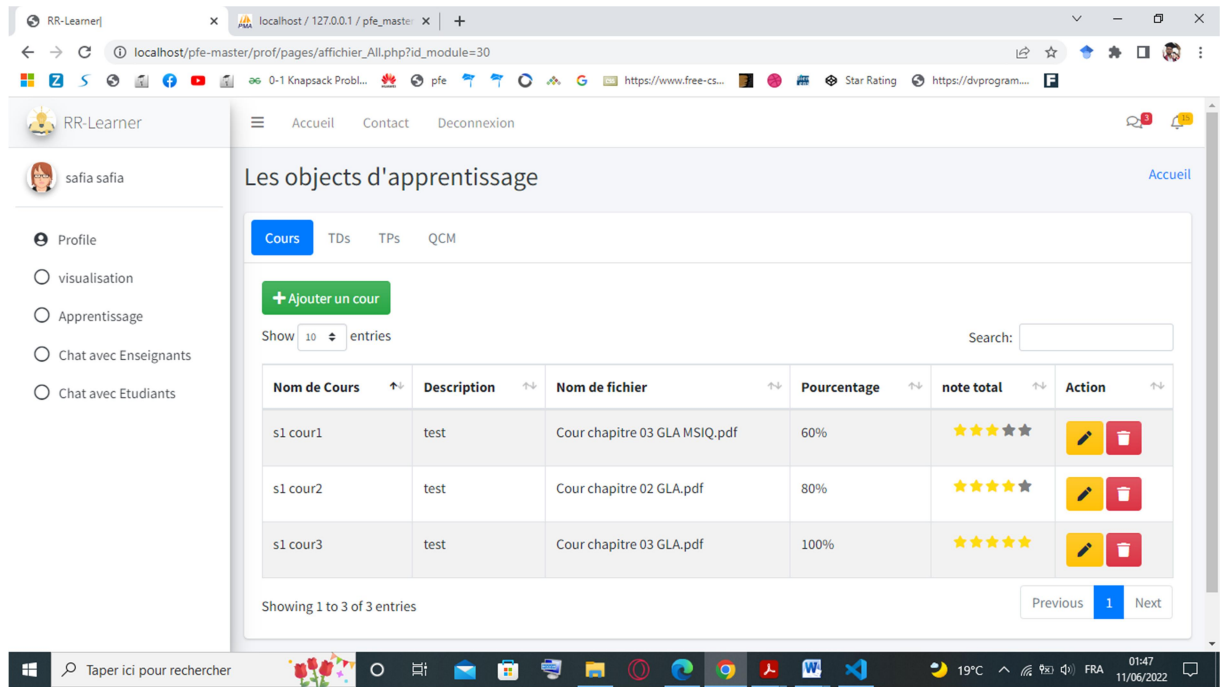 RR-Learner
localhost / 127.0.0.1 / pfe_master
localhost/pfe-master/prof/pages/affichier_All.php?id_module=30
0-1 Knapsack Probl...
pfe
https://www.free-cs...
Star Rating
https://dvprogram....
RR-Learner
Accueil Contact Deconnexion
3
15
safia safia
Les objects d'apprentissage
Accueil
Profile
visualisation
Apprentissage
Chat avec Enseignants
Chat avec Etudiants
Cours TDs TPs QCM
Ajouter un cour
Show 10 entries
Search:
Nom de Cours Description Nom de fichier Pourcentage note total Action
s1 cour1 test Cour chapitre 03 GLA MSIQ.pdf 60%
s1 cour2 test Cour chapitre 02 GLA.pdf 80%
s1 cour3 test Cour chapitre 03 GLA.pdf 100%
Showing 1 to 3 of 3 entries
Previous 1 Next
Taper ici pour rechercher
19°C
FRA
01:47
11/06/2022